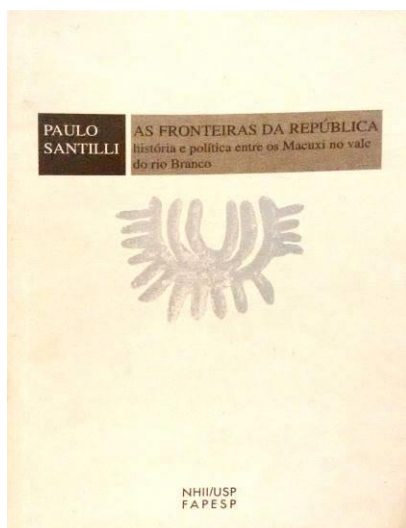 PAULO
SANTILLI
AS FRONTEIRAS DA REPÚBLICA
história e política entre os Macuxi no vale
do rio Branco
NHII/USP
FAPESP